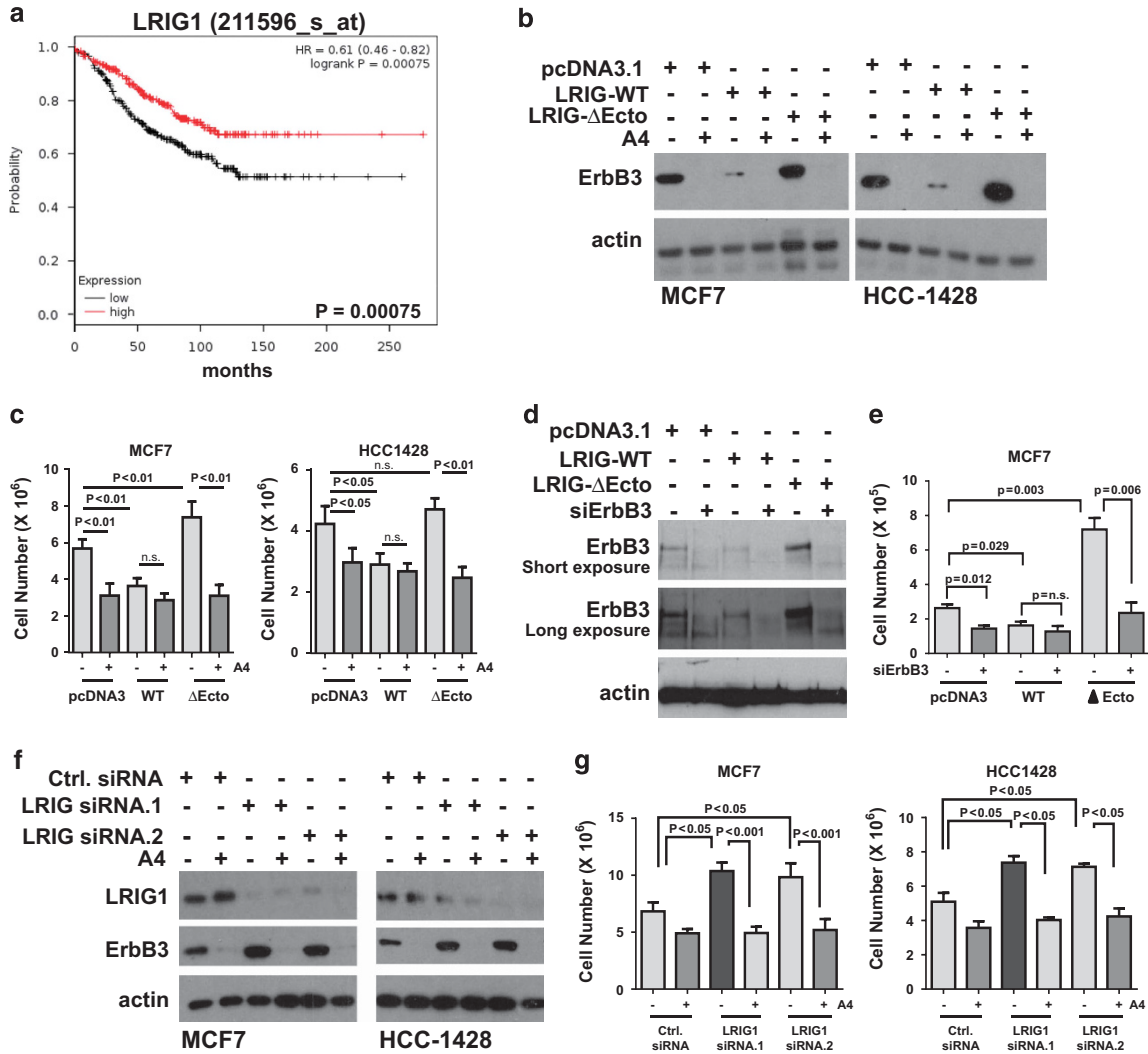 a
LRIG1 (211596_s_at)
HR = 0.61 (0.46 - 0.82)
logrank P = 0.00075
1.0
0.8
0.6
0.4
0.2
0.0
Probability
Expression
low
high
P = 0.00075
0 50 100 150 200 250
months
b
pcDNA3.1 + + - - - - + + - - - -
LRIG-WT - - + + - - - - + + - -
LRIG-ΔEcto - - - - + + - - - - + +
A4 - + - + - + - + - + - +
ErbB3
actin
MCF7 HCC-1428
c
MCF7
Cell Number (X 10⁶)
10
8
6
4
2
0
P<0.01
P<0.01
P<0.01
P<0.01
n.s.
- + - + - + A4
pcDNA3 WT ΔEcto
HCC1428
Cell Number (X 10⁶)
6
4
2
0
n.s.
P<0.01
P<0.05
P<0.05
n.s.
- + - + - + A4
pcDNA3 WT ΔEcto
d
pcDNA3.1 + + - - - -
LRIG-WT - - + + - -
LRIG-ΔEcto - - - - + +
siErbB3 - + - + - +
ErbB3
Short exposure
ErbB3
Long exposure
actin
e
MCF7
Cell Number (X 10⁵)
10
8
6
4
2
0
p=0.003
p=0.006
p=0.029
p=0.012
p=n.s.
siErbB3 - + - + - +
pcDNA3 WT ▲ Ecto
f
Ctrl. siRNA + + - - - - + + - - - -
LRIG siRNA.1 - - + + - - - - + + - -
LRIG siRNA.2 - - - - + + - - - - + +
A4 - + - + - + - + - + - +
LRIG1
ErbB3
actin
MCF7 HCC-1428
g
MCF7
Cell Number (X 10⁶)
15
10
5
0
P<0.05
P<0.05
P<0.001
P<0.001
- + - + - + A4
Ctrl. siRNA LRIG1 siRNA.1 LRIG1 siRNA.2
HCC1428
Cell Number (X 10⁶)
10
8
6
4
2
0
P<0.05
P<0.05
P<0.05
P<0.05
- + - + - + A4
Ctrl. siRNA LRIG1 siRNA.1 LRIG1 siRNA.2